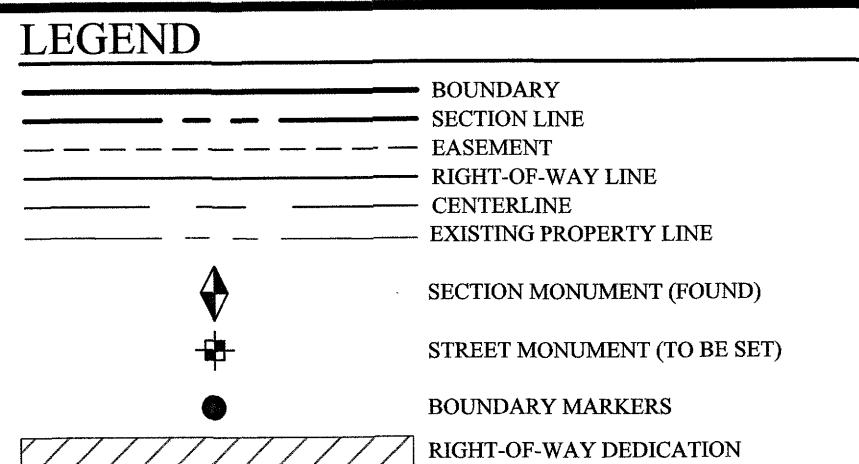 LEGEND
BOUNDARY
SECTION LINE
EASEMENT
RIGHT-OF-WAY LINE
CENTERLINE
EXISTING PROPERTY LINE
SECTION MONUMENT (FOUND)
STREET MONUMENT (TO BE SET)
BOUNDARY MARKERS
RIGHT-OF-WAY DEDICATION